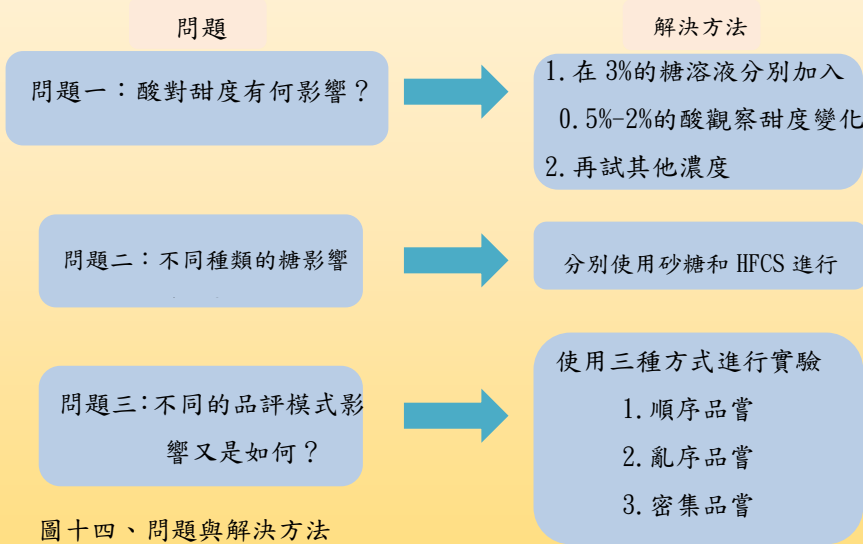 問題
解決方法
問題一：酸對甜度有何影響？
1.在 3%的糖溶液分別加入
0.5%-2%的酸觀察甜度變化
2.再試其他濃度
問題二：不同種類的糖影響
分別使用砂糖和 HFCS 進行
問題三:不同的品評模式影
響又是如何？
使用三種方式進行實驗
1.順序品嘗
2.亂序品嘗
3.密集品嘗
圖十四、問題與解決方法